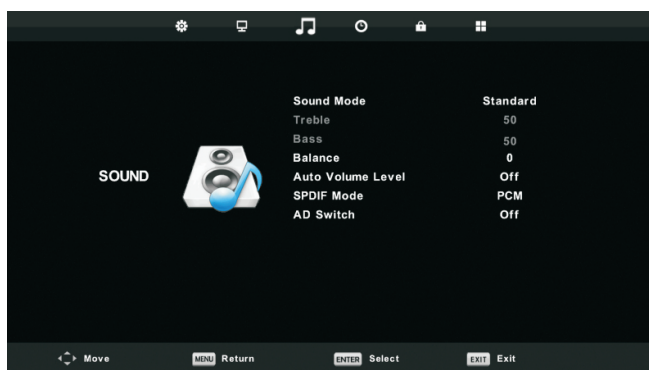 Sound Mode Standard
Treble 50
Bass 50
Balance 0
SOUND
Auto Volume Level Off
SPDIF Mode PCM
AD Switch Off
Move MENU Return ENTER Select EXIT Exit